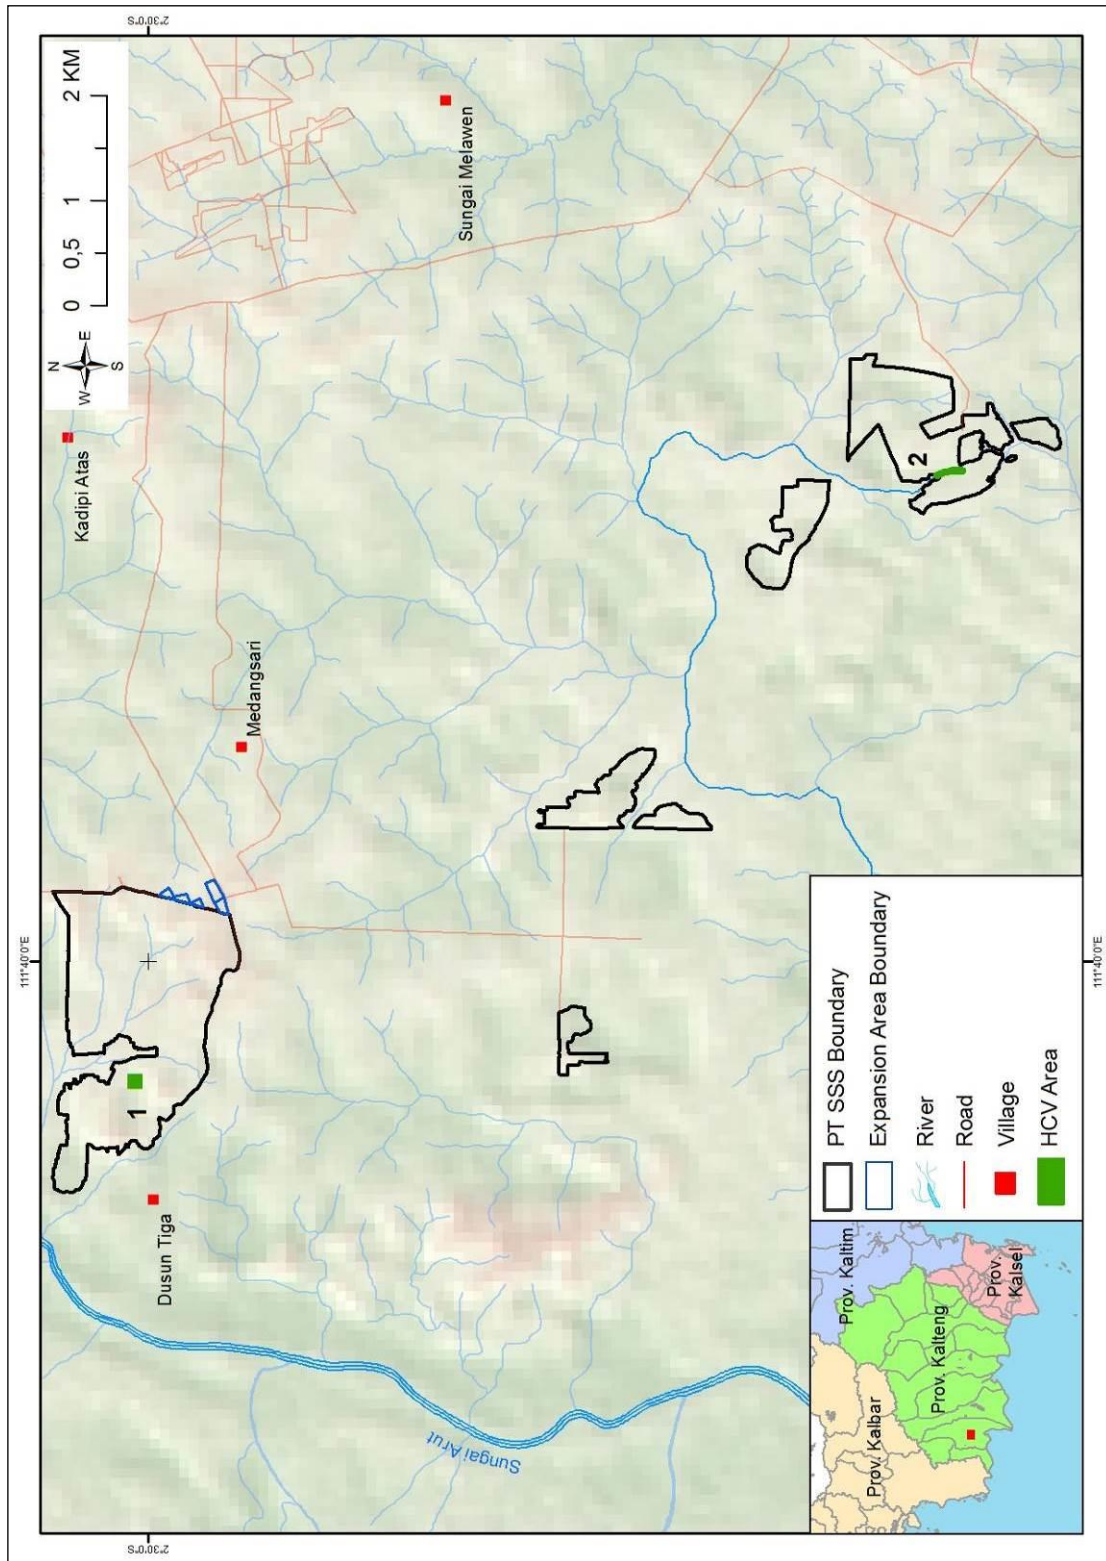 111°40'0"E
2°30'0"S
2°30'0"S
Kadipi Atas
N
W
E
S
0 0,5 1 2 KM
1
Dusun Tiga
Medangsari
Sungai Arut
Sungai Melawen
2
Prov. Kaltim
Prov. Kalbar
Prov. Kalteng
Prov.
Kalsel
PT SSS Boundary
Expansion Area Boundary
River
Road
Village
HCV Area
111°40'0"E